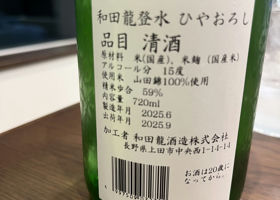 和田龍登水 ひやおろし
品目 清酒
原材料 米(国産)、米麹(国産米)
アルコール分 15度
使用米 山田錦100%使用
精米歩合 59%
内容量 720ml
製造年月 2025.6
出荷年月 2025.9
加工者 和田龍酒造株式会社
長野県上田市中央西1-14-14
お酒は20歳に
なってから。